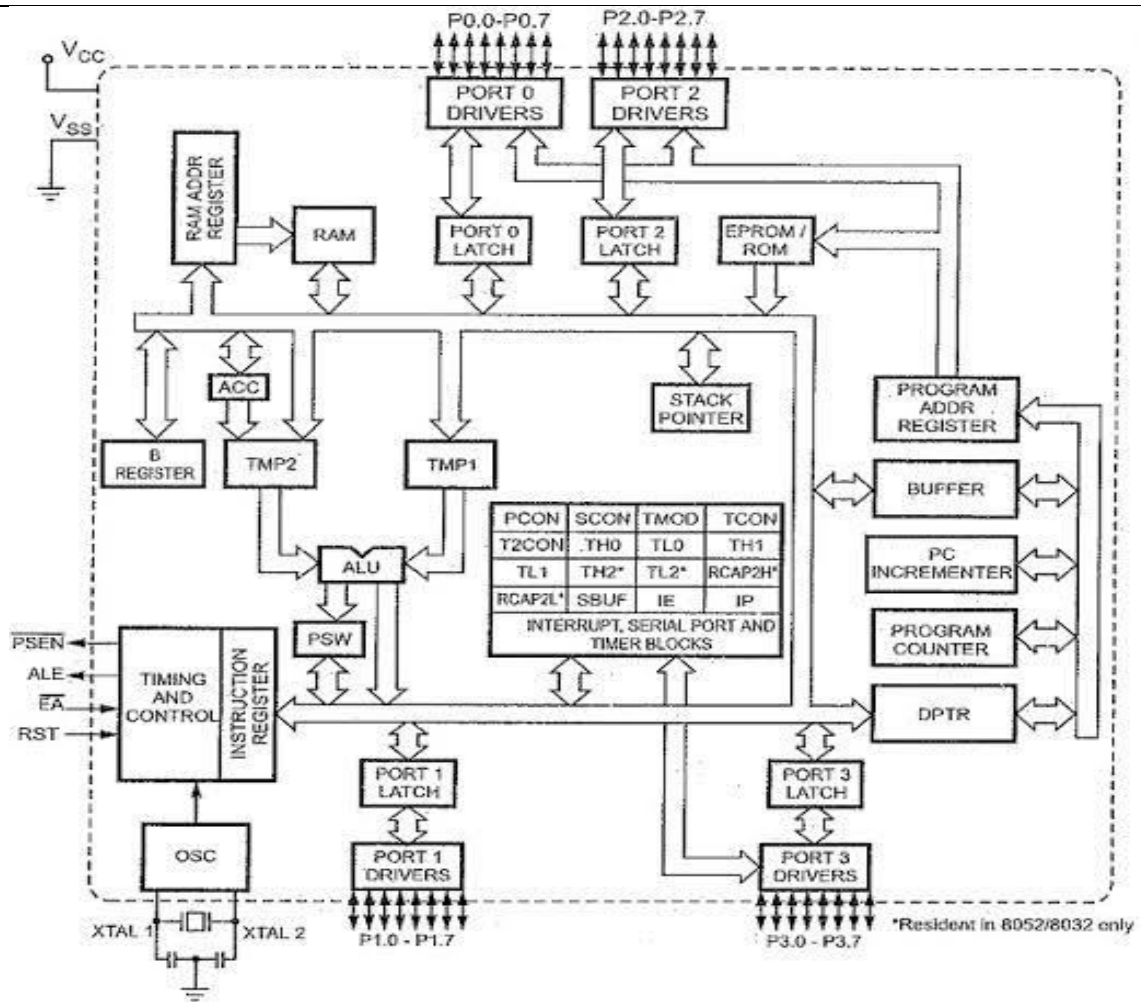 P0.0-P0.7
P2.0-P2.7
VCC
VSS
PORT 0
DRIVERS
PORT 2
DRIVERS
RAM ADDR
REGISTER
RAM
PORT 0
LATCH
PORT 2
LATCH
EPROM /
ROM
ACC
STACK
POINTER
PROGRAM
ADDR
REGISTER
B
REGISTER
TMP2
TMP1
BUFFER
PCON SCON TMOD TCON
T2CON .TH0 TL0 TH1
TL1 TH2* TL2* RCAP2H*
RCAP2L* SBUF IE IP
INTERRUPT, SERIAL PORT AND
TIMER BLOCKS
ALU
PC
INCREMENTER
PSW
PROGRAM
COUNTER
PSEN
ALE
EA
RST
TIMING
AND
CONTROL
INSTRUCTION
REGISTER
DPTR
PORT 1
LATCH
PORT 3
LATCH
OSC
PORT 1
DRIVERS
PORT 3
DRIVERS
XTAL 1
XTAL 2
P1.0 - P1.7
P3.0 - P3.7
*Resident in 8052/8032 only